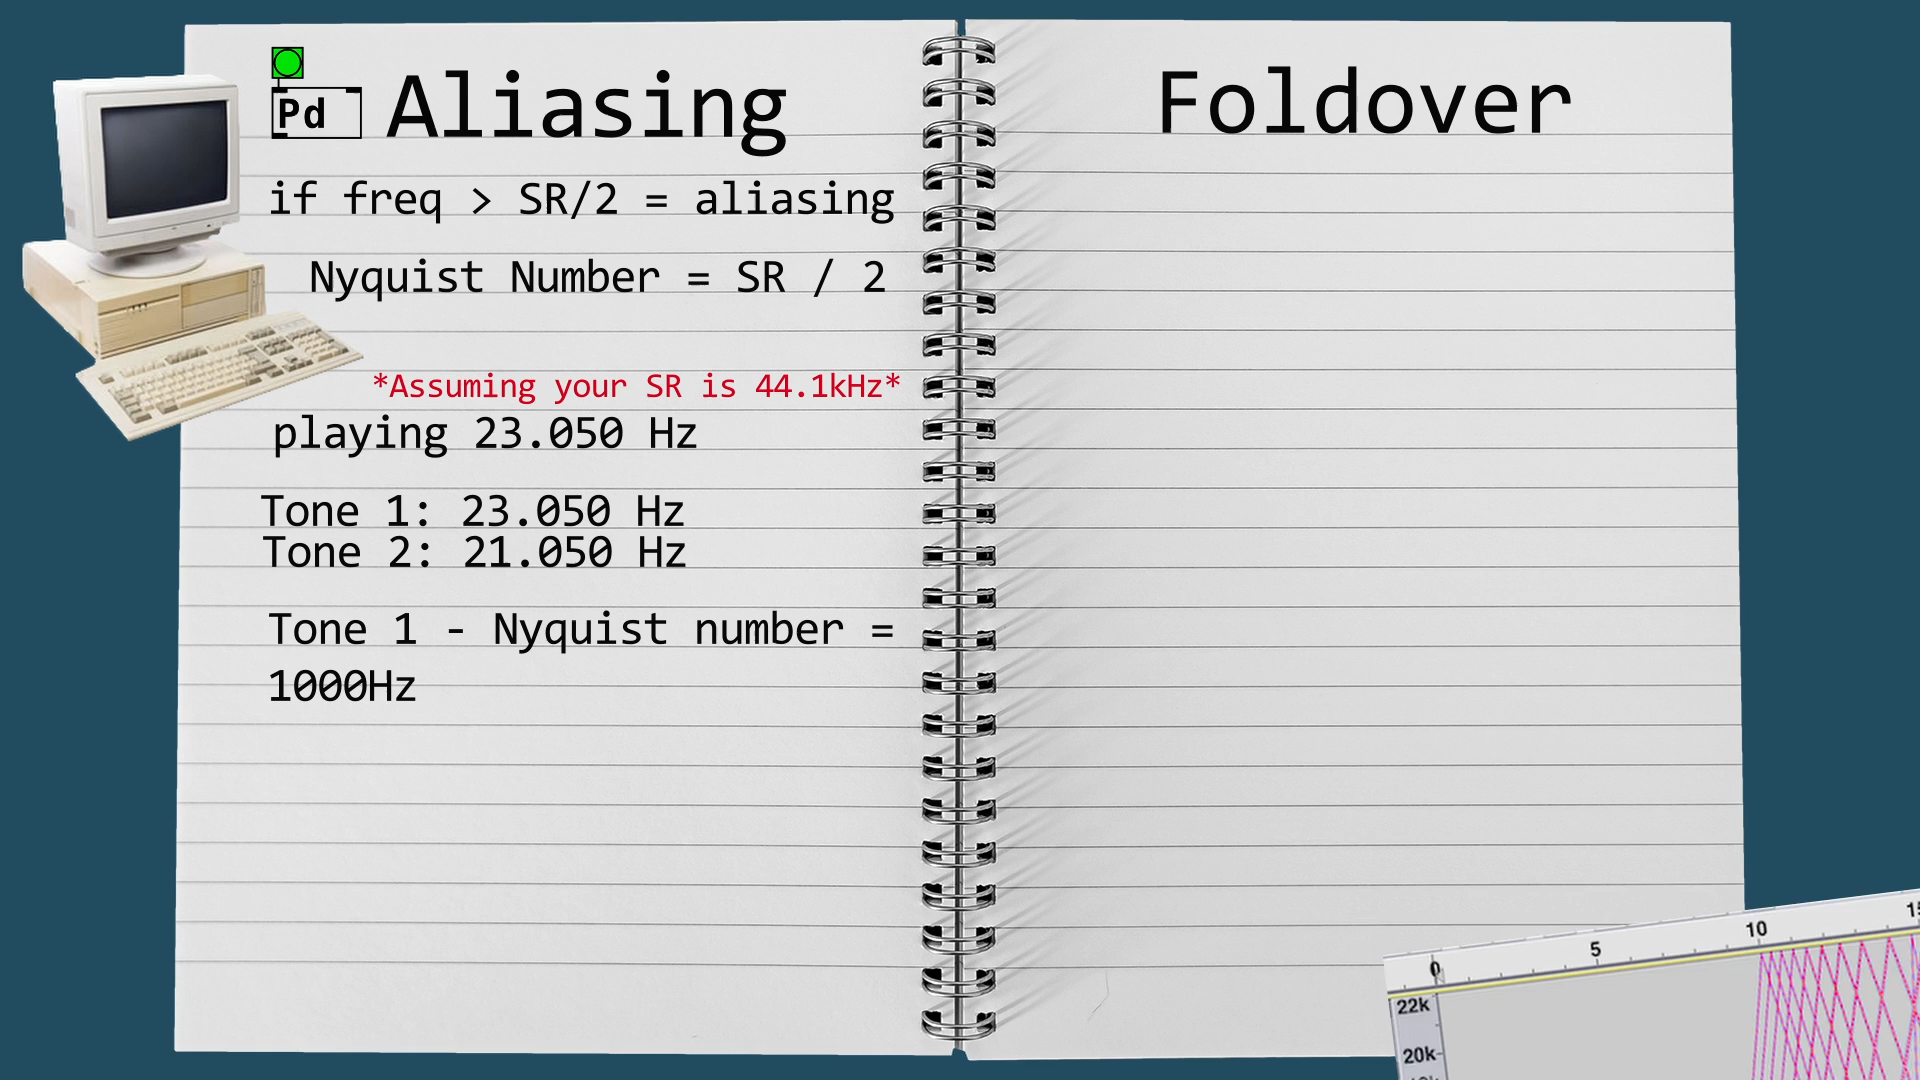 Pd
Aliasing
if freq > SR/2 = aliasing
Nyquist Number = SR / 2
*Assuming your SR is 44.1kHz*
playing 23.050 Hz
Tone 1: 23.050 Hz
Tone 2: 21.050 Hz
Tone 1 - Nyquist number =
1000Hz
Foldover
0 5 10
22k
20k